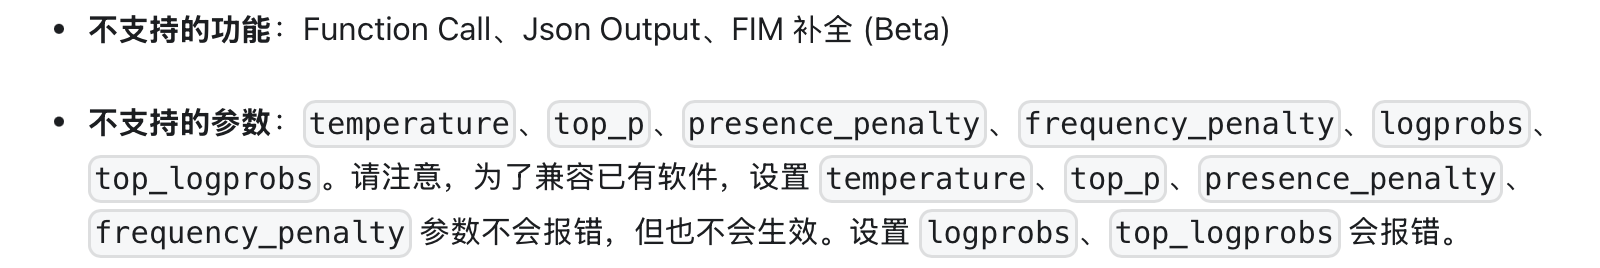 • 不支持的功能：Function Call、Json Output、FIM 补全 (Beta)
• 不支持的参数：temperature、top_p、presence_penalty、frequency_penalty、logprobs、
top_logprobs。请注意，为了兼容已有软件，设置 temperature、top_p、presence_penalty、
frequency_penalty 参数不会报错，但也不会生效。设置 logprobs、top_logprobs 会报错。